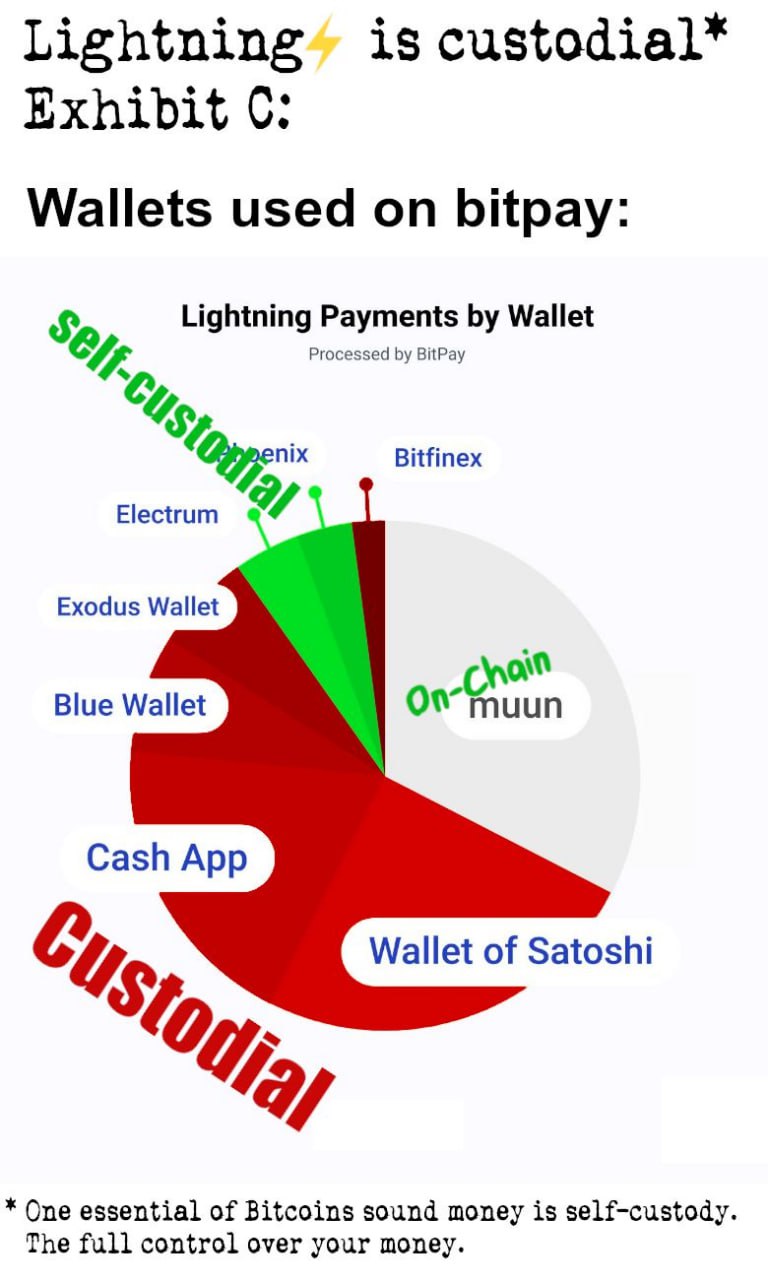 Lightning⚡ is custodial*
Exhibit C:
Wallets used on bitpay:
Lightning Payments by Wallet
Processed by BitPay
self-custodial
Phoenix
Bitfinex
Electrum
Exodus Wallet
On-Chain
muun
Blue Wallet
Cash App
Wallet of Satoshi
Custodial
* One essential of Bitcoins sound money is self-custody.
The full control over your money.